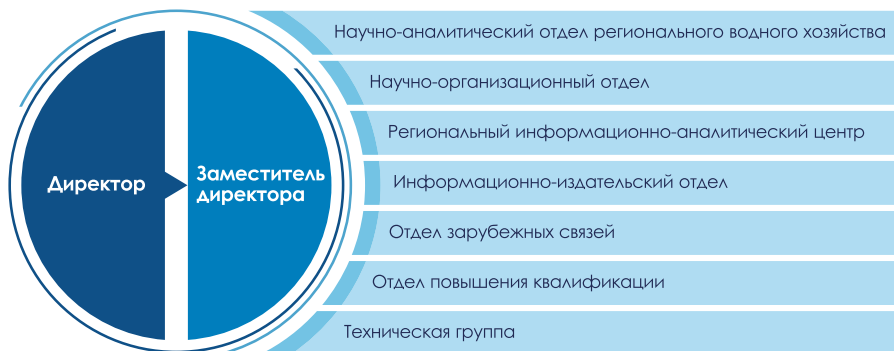 Директор
Заместитель
директора
Научно-аналитический отдел регионального водного хозяйства
Научно-организационный отдел
Региональный информационно-аналитический центр
Информационно-издательский отдел
Отдел зарубежных связей
Отдел повышения квалификации
Техническая группа